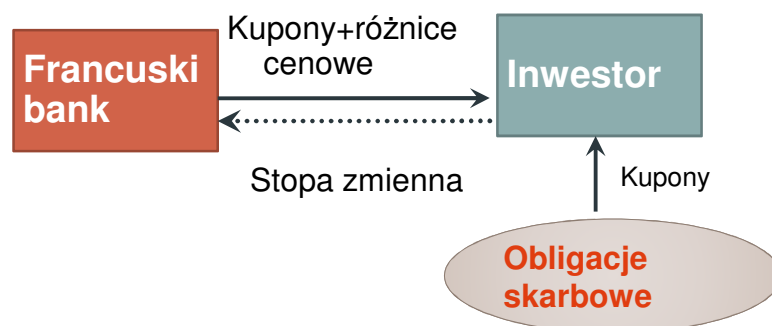 Kupony+różnice
cenowe
Francuski
bank
Inwestor
Stopa zmienna
Kupony
Obligacje
skarbowe